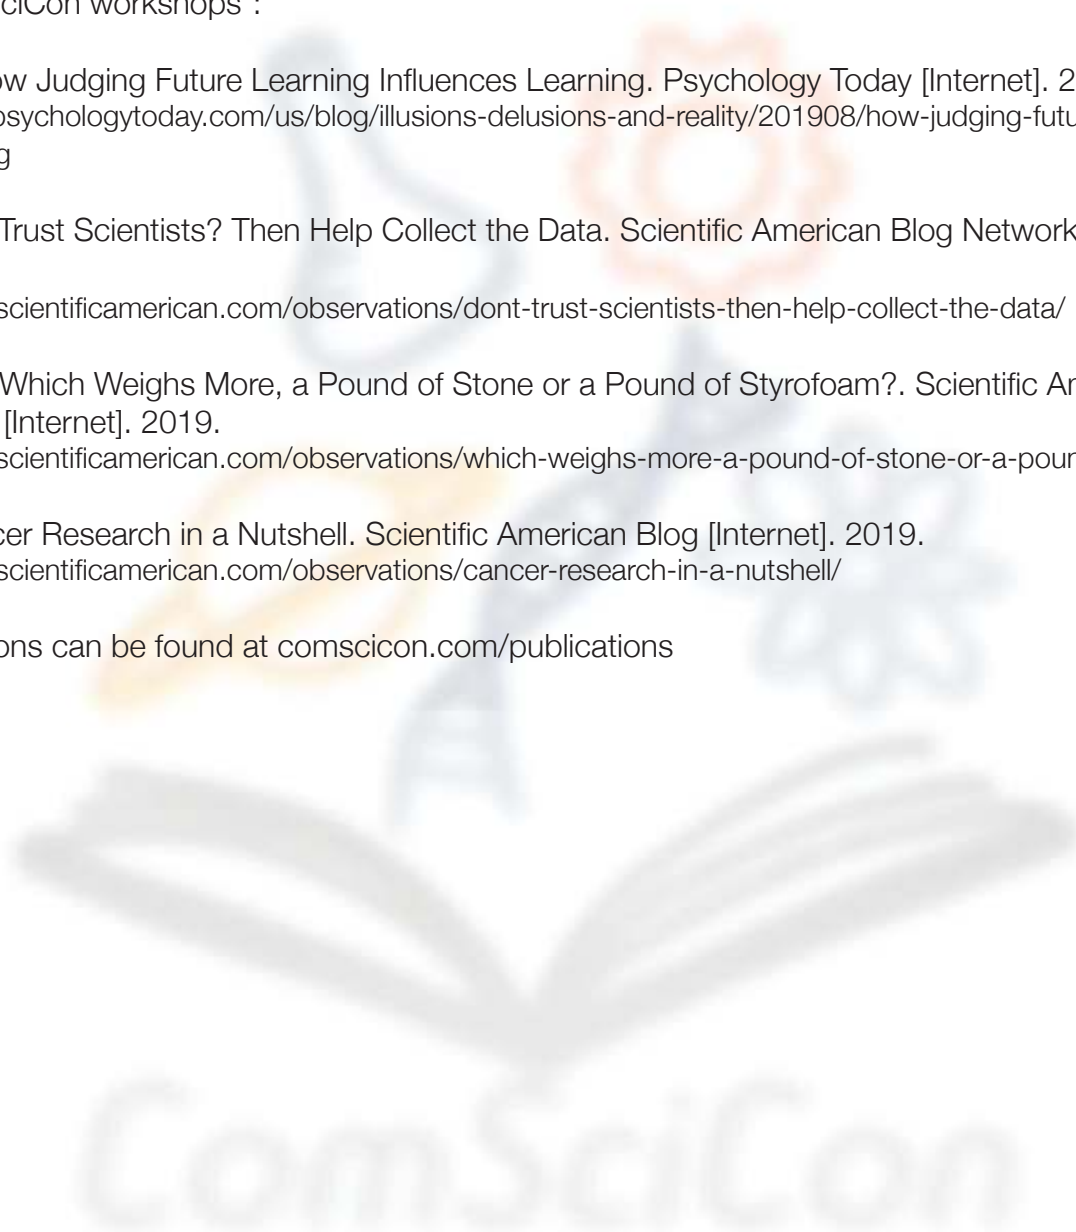 ciCon workshops :
ow Judging Future Learning Influences Learning. Psychology Today [Internet]. 2
psychologytoday.com/us/blog/illusions-delusions-and-reality/201908/how-judging-futu
g
Trust Scientists? Then Help Collect the Data. Scientific American Blog Network
scientificamerican.com/observations/dont-trust-scientists-then-help-collect-the-data/
Which Weighs More, a Pound of Stone or a Pound of Styrofoam?. Scientific Am
[Internet]. 2019.
scientificamerican.com/observations/which-weighs-more-a-pound-of-stone-or-a-poun
cer Research in a Nutshell. Scientific American Blog [Internet]. 2019.
scientificamerican.com/observations/cancer-research-in-a-nutshell/
ons can be found at comscicon.com/publications
ComSciCon